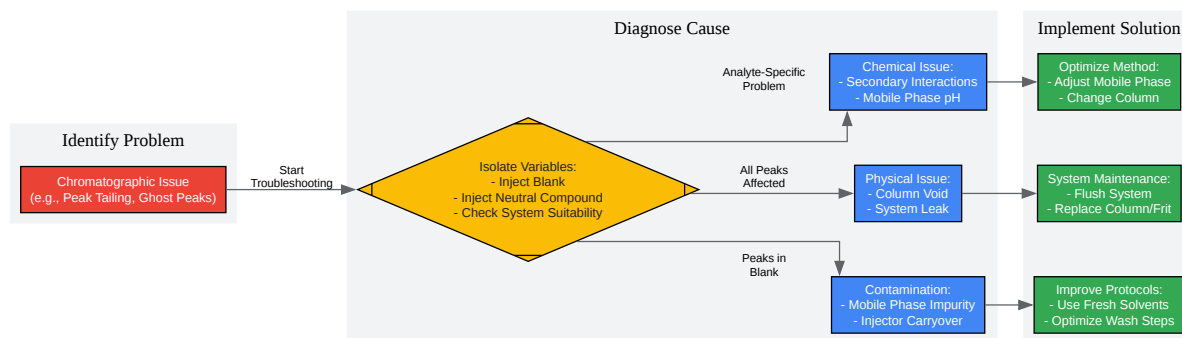 Identify Problem
Chromatographic Issue
(e.g., Peak Tailing, Ghost Peaks)
Start
Troubleshooting
Diagnose Cause
Isolate Variables:
- Inject Blank
- Inject Neutral Compound
- Check System Suitability
Analyte-Specific
Problem
Chemical Issue:
- Secondary Interactions
- Mobile Phase pH
All Peaks
Affected
Physical Issue:
- Column Void
- System Leak
Peaks in
Blank
Contamination:
- Mobile Phase Impurity
- Injector Carryover
Implement Solution
Optimize Method:
- Adjust Mobile Phase
- Change Column
System Maintenance:
- Flush System
- Replace Column/Frit
Improve Protocols:
- Use Fresh Solvents
- Optimize Wash Steps